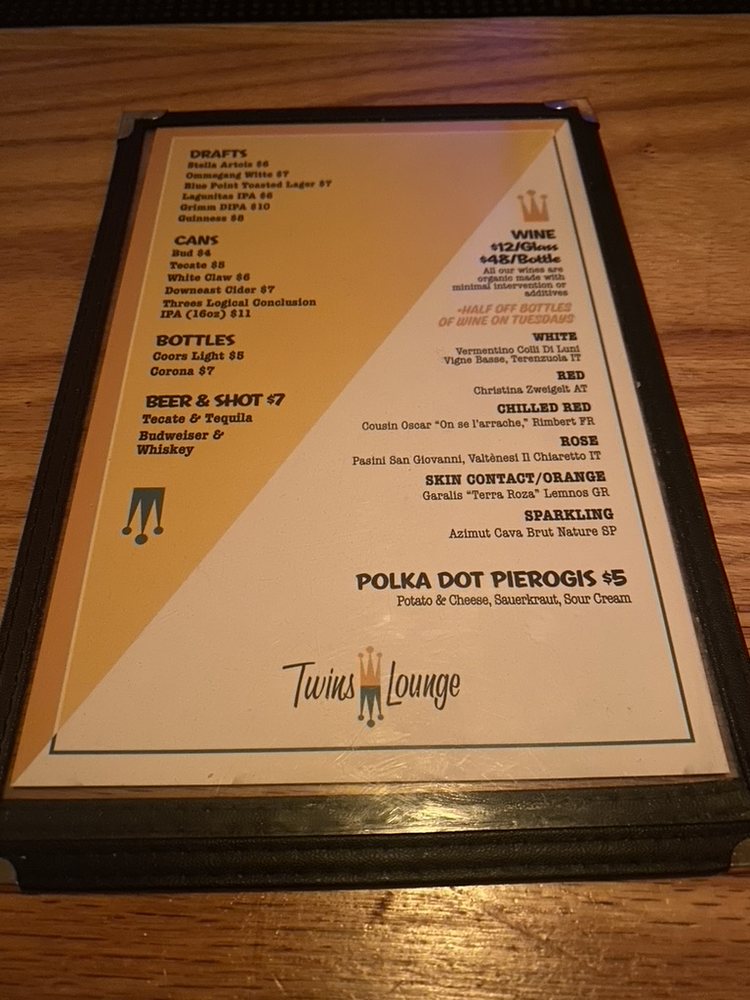 DRAFTS
Stella Artois $6
Ommegang Witte $7
Blue Point Toasted Lager $7
Lagunitas IPA $6
Grimm DIPA $10
Guinness $8
CANS
Bud $4
Tecate $5
White Claw $6
Downeast Cider $7
Threes Logical Conclusion
IPA (16oz) $11
BOTTLES
Coors Light $5
Corona $7
BEER & SHOT $7
Tecate & Tequila
Budweiser &
Whiskey
WINE
$12/Glass
$48/Bottle
All our wines are
organic made with
minimal intervention or
additives
*HALF OFF BOTTLES
OF WINE ON TUESDAYS
WHITE
Vermentino Colli Di Luni
Vigne Basse, Terenzuola IT
RED
Christina Zweigelt AT
CHILLED RED
Cousin Oscar "On se l'arrache," Rimbert FR
ROSE
Pasini San Giovanni, Valtènesi Il Chiaretto IT
SKIN CONTACT/ORANGE
Garalis "Terra Roza" Lemnos GR
SPARKLING
Azimut Cava Brut Nature SP
POLKA DOT PIEROGIS $5
Potato & Cheese, Sauerkraut, Sour Cream
Twins Lounge